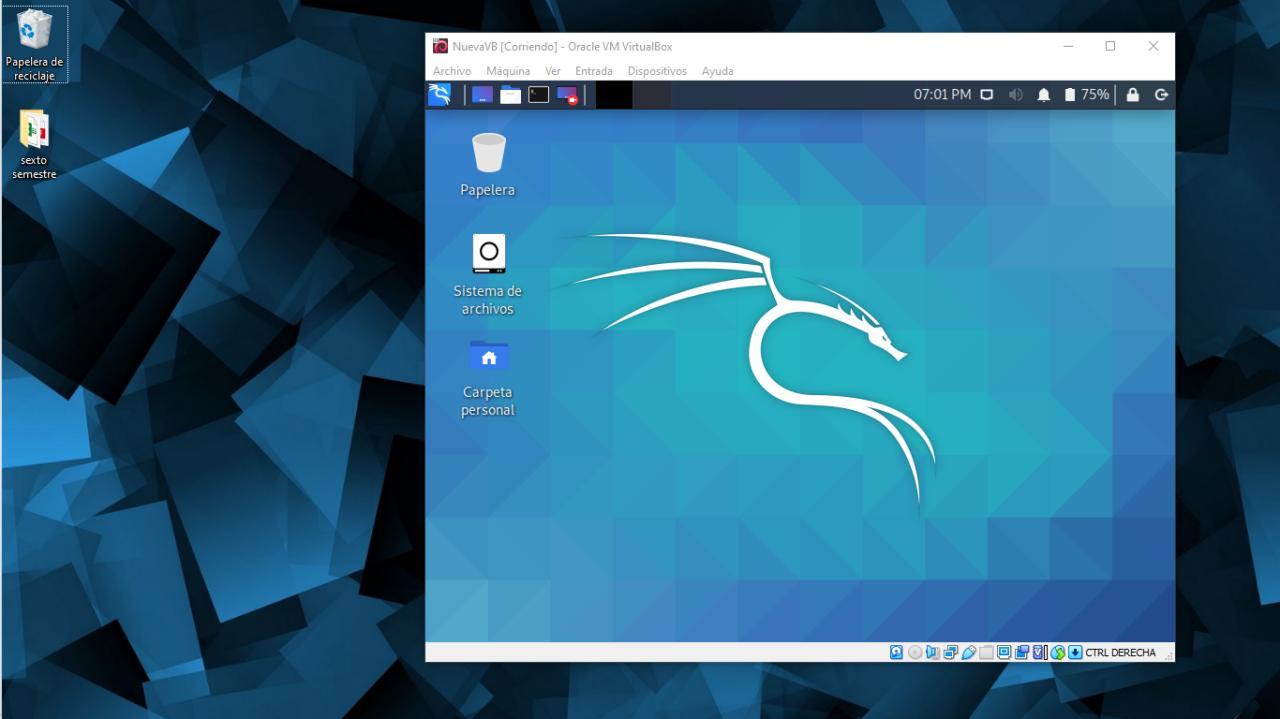 Papelera de
reciclaje
sexto
semestre
NuevaVB [Corriendo] - Oracle VM VirtualBox
Archivo Máquina Ver Entrada Dispositivos Ayuda
07:01 PM 75%
Papelera
Sistema de
archivos
Carpeta
personal
CTRL DERECHA